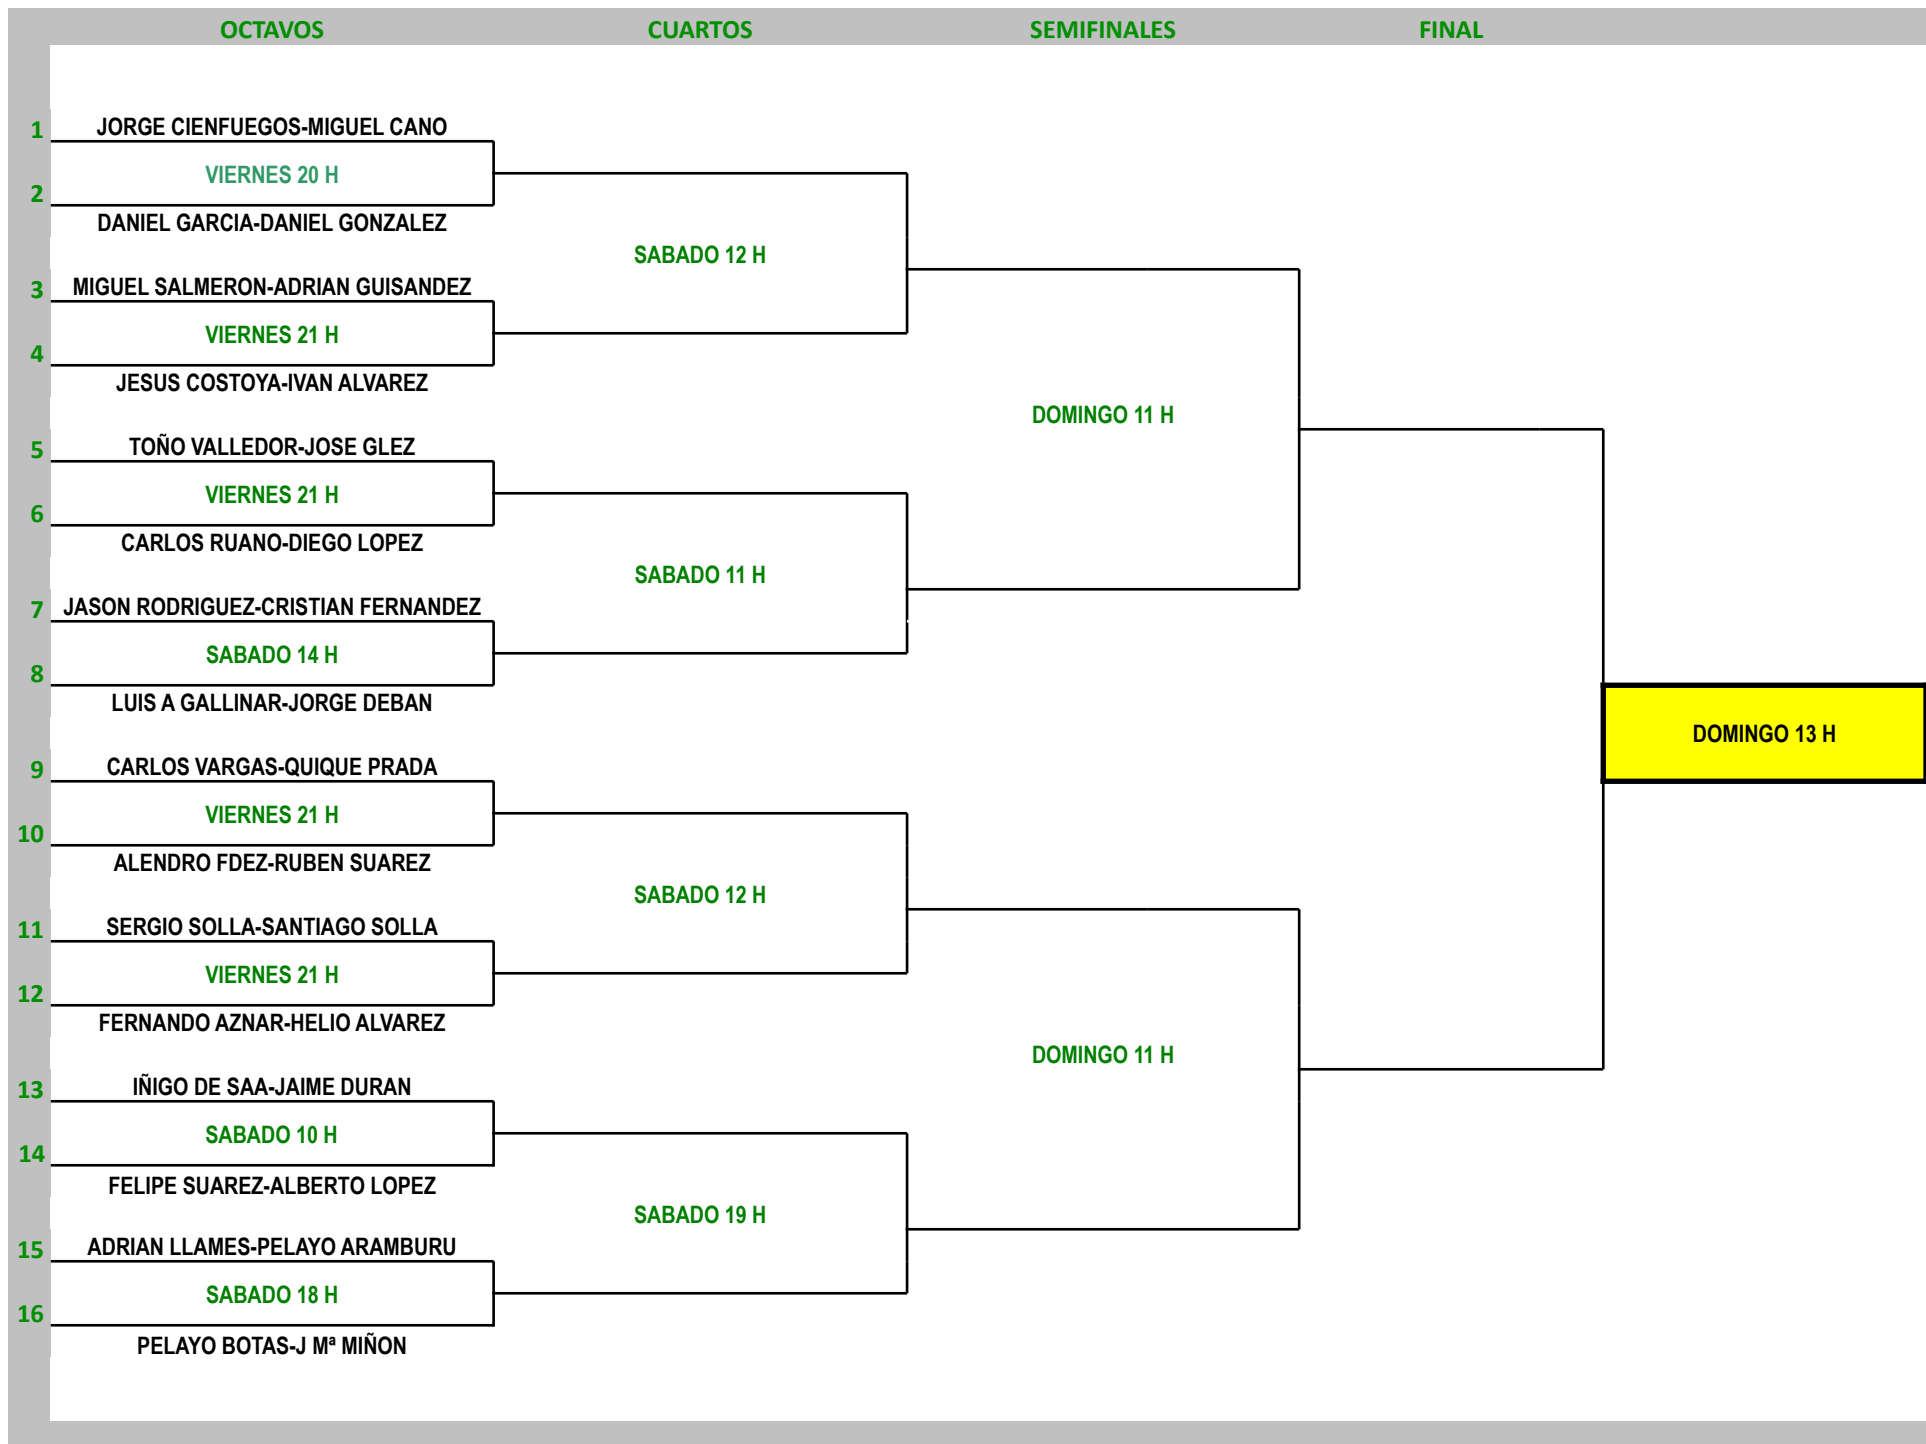 OCTAVOS CUARTOS SEMIFINALES FINAL
1 JORGE CIENFUEGOS-MIGUEL CANO
VIERNES 20 H
2
DANIEL GARCIA-DANIEL GONZALEZ
SABADO 12 H
3 MIGUEL SALMERON-ADRIAN GUISANDEZ
VIERNES 21 H
4
JESUS COSTOYA-IVAN ALVAREZ
DOMINGO 11 H
5 TOÑO VALLEDOR-JOSE GLEZ
VIERNES 21 H
6
CARLOS RUANO-DIEGO LOPEZ
SABADO 11 H
7 JASON RODRIGUEZ-CRISTIAN FERNANDEZ
SABADO 14 H
8
LUIS A GALLINAR-JORGE DEBAN
DOMINGO 13 H
9 CARLOS VARGAS-QUIQUE PRADA
VIERNES 21 H
10
ALENDRO FDEZ-RUBEN SUAREZ
SABADO 12 H
11 SERGIO SOLLA-SANTIAGO SOLLA
VIERNES 21 H
12
FERNANDO AZNAR-HELIO ALVAREZ
DOMINGO 11 H
13 IÑIGO DE SAA-JAIME DURAN
SABADO 10 H
14
FELIPE SUAREZ-ALBERTO LOPEZ
SABADO 19 H
15 ADRIAN LLAMES-PELAYO ARAMBURU
SABADO 18 H
16
PELAYO BOTAS-J Mª MIÑON